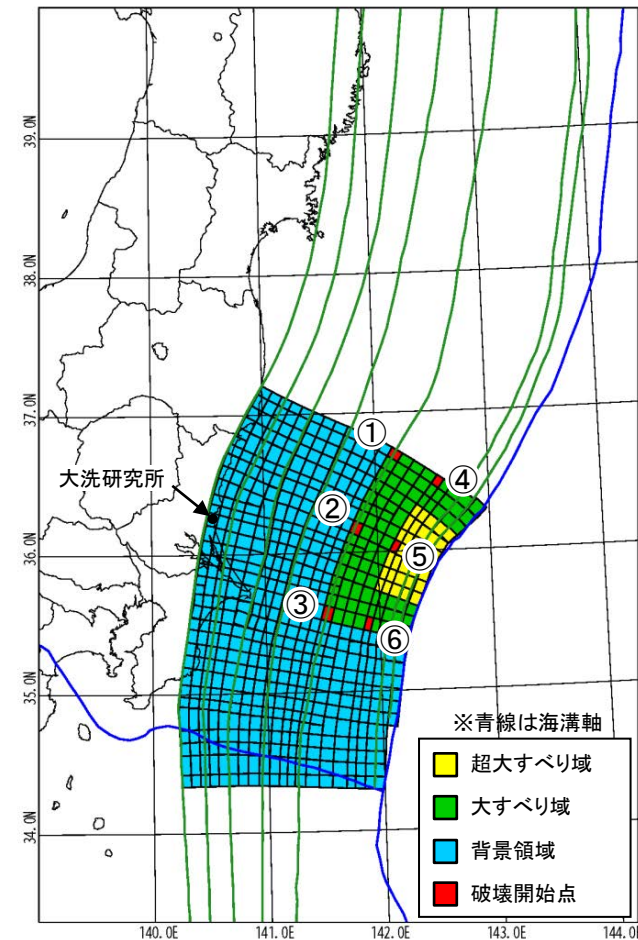 39.0N
38.0N
37.0N
①
④
大洗研究所
②
36.0N
⑤
③
⑥
35.0N
※青線は海溝軸
超大すべり域
大すべり域
34.0N
背景領域
破壊開始点
140.0E
141.0E
142.0E
143.0E
144.0E